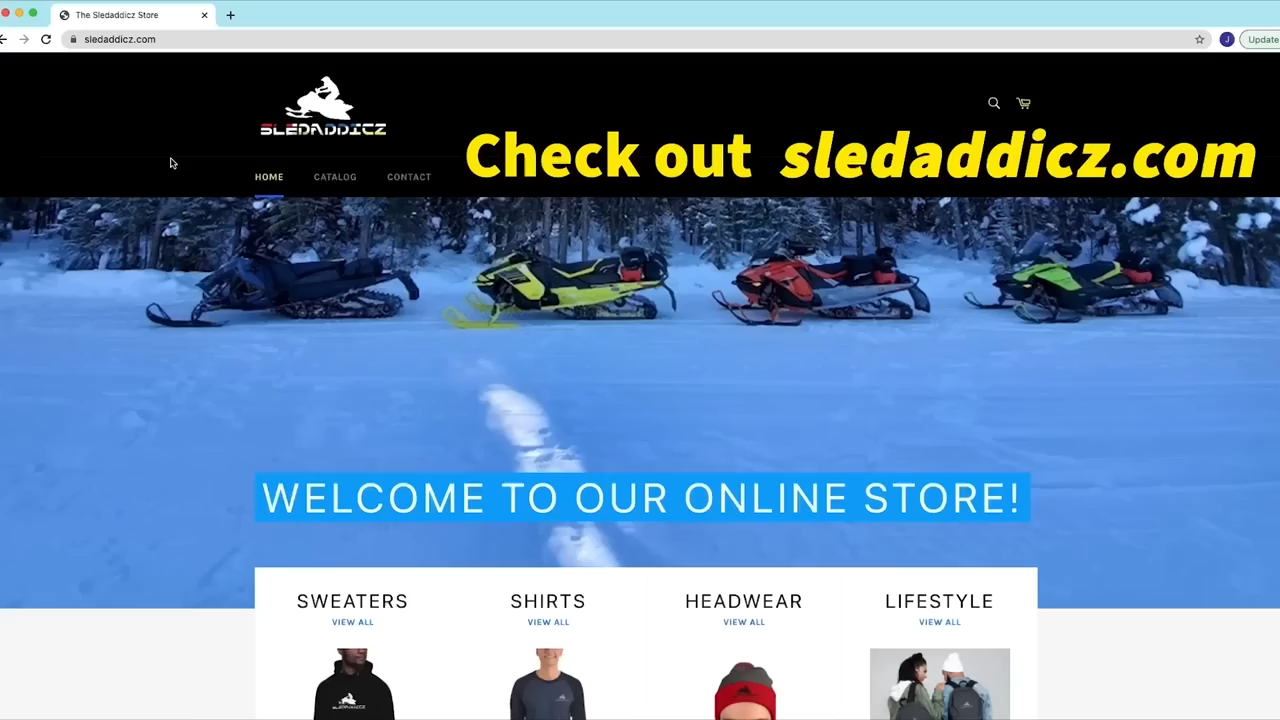 The Sledaddicz Store
sledaddicz.com
J
Update
SLEDADDICZ
Check out sledaddicz.com
HOME CATALOG CONTACT
WELCOME TO OUR ONLINE STORE!
SWEATERS SHIRTS HEADWEAR LIFESTYLE
VIEW ALL VIEW ALL VIEW ALL VIEW ALL
SLEDADDICZ